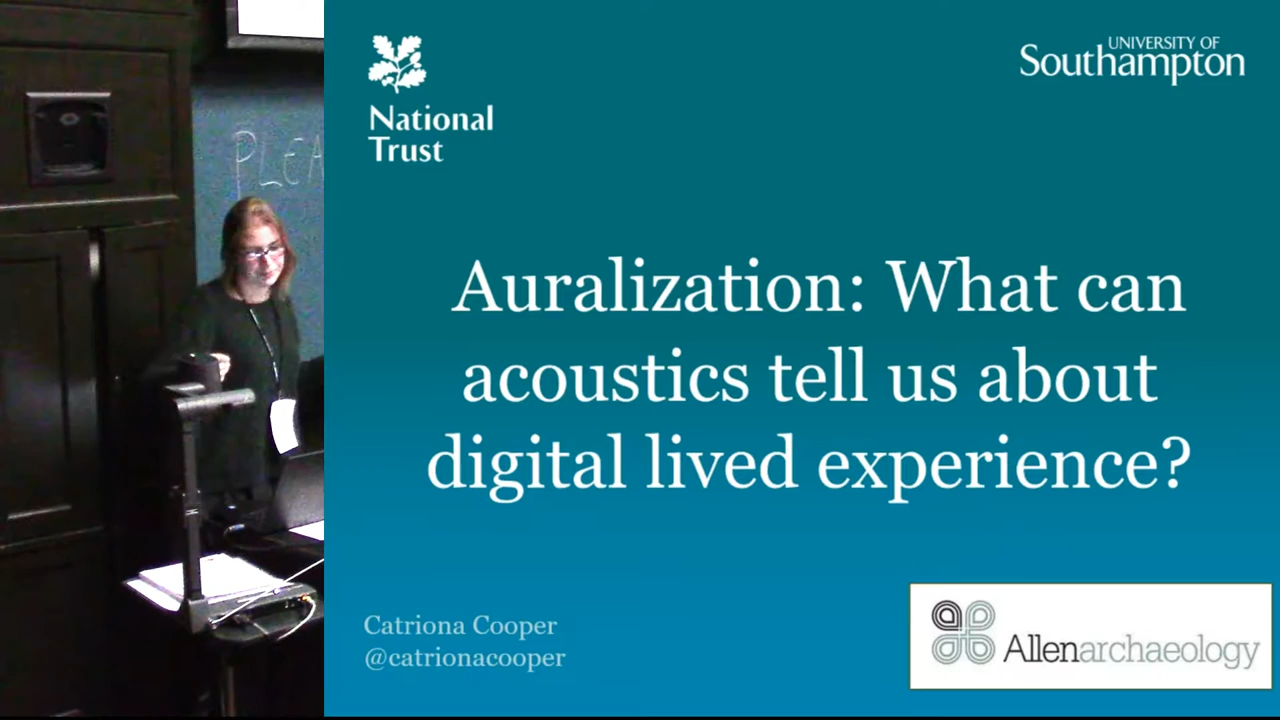 PLEA
National
Trust
UNIVERSITY OF
Southampton
Auralization: What can
acoustics tell us about
digital lived experience?
Catriona Cooper
@catrionacooper
Allenarchaeology